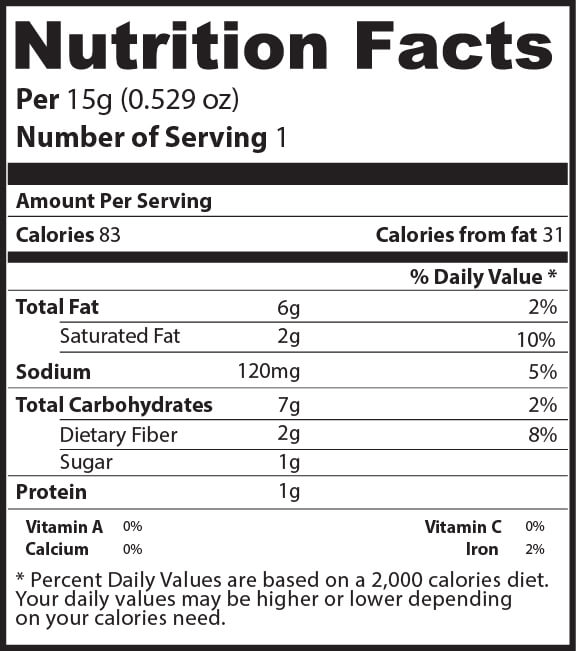 Nutrition Facts
Per 15g (0.529 oz)
Number of Serving 1
Amount Per Serving
Calories 83 Calories from fat 31
% Daily Value *
Total Fat 6g 2%
Saturated Fat 2g 10%
Sodium 120mg 5%
Total Carbohydrates 7g 2%
Dietary Fiber 2g 8%
Sugar 1g
Protein 1g
Vitamin A 0% Vitamin C 0%
Calcium 0% Iron 2%
* Percent Daily Values are based on a 2,000 calories diet.
Your daily values may be higher or lower depending
on your calories need.